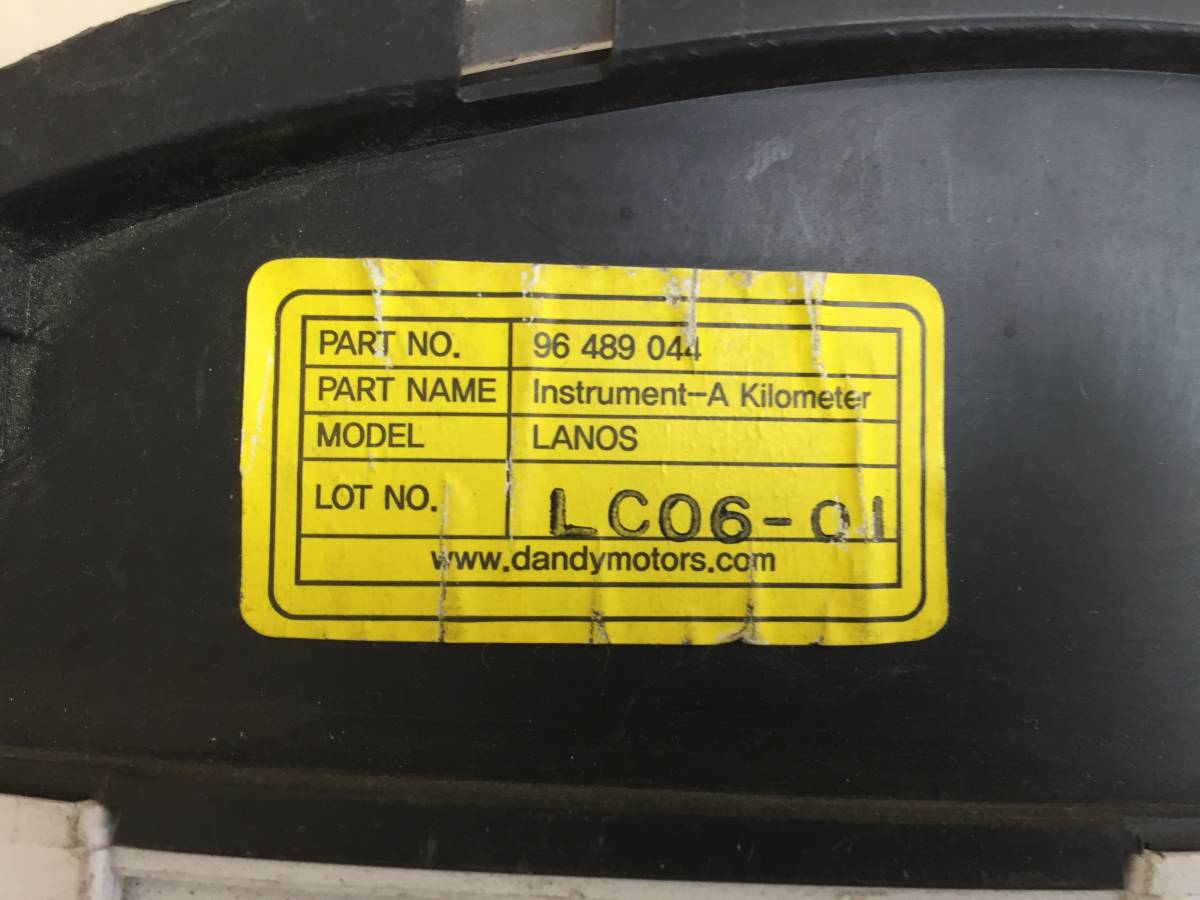 PART NO. 96 489 044
PART NAME Instrument-A Kilometer
MODEL LANOS
LOT NO. LC06-01
www.dandymotors.com